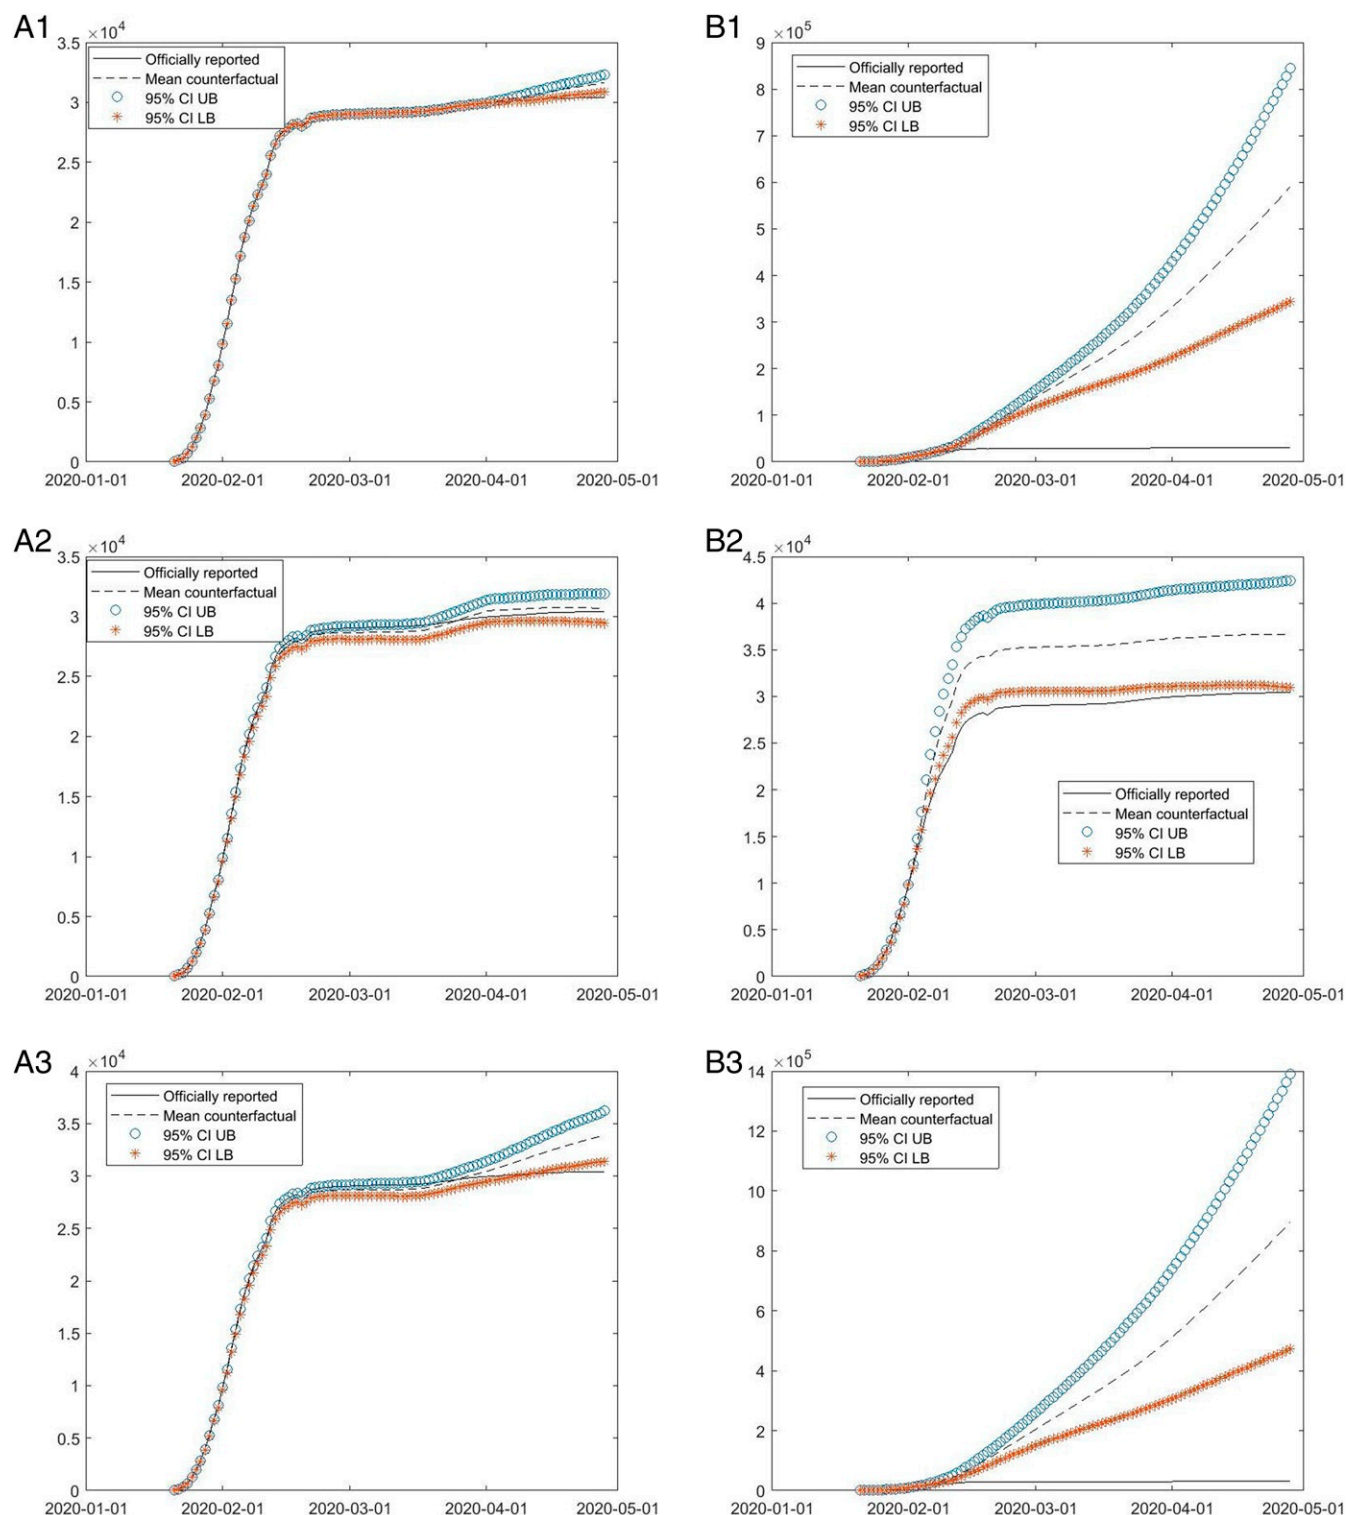 A1
×10^4
3.5
3
2.5
2
1.5
1
0.5
0
2020-01-01 2020-02-01 2020-03-01 2020-04-01 2020-05-01
Officially reported
Mean counterfactual
95% CI UB
95% CI LB
B1
×10^5
9
8
7
6
5
4
3
2
1
0
2020-01-01 2020-02-01 2020-03-01 2020-04-01 2020-05-01
Officially reported
Mean counterfactual
95% CI UB
95% CI LB
A2
×10^4
3.5
3
2.5
2
1.5
1
0.5
0
2020-01-01 2020-02-01 2020-03-01 2020-04-01 2020-05-01
Officially reported
Mean counterfactual
95% CI UB
95% CI LB
B2
×10^4
4.5
4
3.5
3
2.5
2
1.5
1
0.5
0
2020-01-01 2020-02-01 2020-03-01 2020-04-01 2020-05-01
Officially reported
Mean counterfactual
95% CI UB
95% CI LB
A3
×10^4
4
3.5
3
2.5
2
1.5
1
0.5
0
2020-01-01 2020-02-01 2020-03-01 2020-04-01 2020-05-01
Officially reported
Mean counterfactual
95% CI UB
95% CI LB
B3
×10^5
14
12
10
8
6
4
2
0
2020-01-01 2020-02-01 2020-03-01 2020-04-01 2020-05-01
Officially reported
Mean counterfactual
95% CI UB
95% CI LB